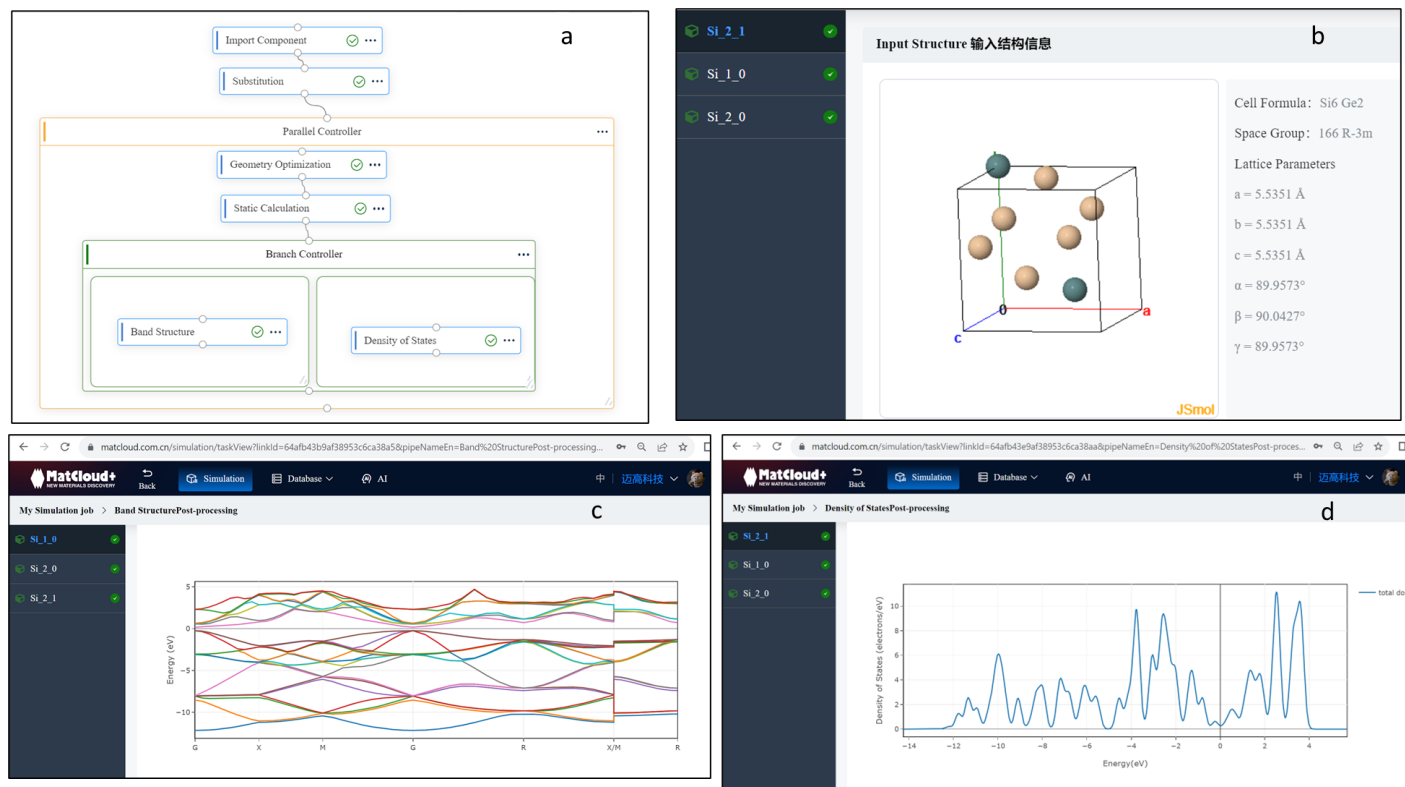 a
Import Component
Substitution
Parallel Controller
Geometry Optimization
Static Calculation
Branch Controller
Band Structure
Density of States
b
Si_2_1
Si_1_0
Si_2_0
Input Structure 输入结构信息
Cell Formula: Si6 Ge2
Space Group: 166 R-3m
Lattice Parameters
a = 5.5351 Å
b = 5.5351 Å
c = 5.5351 Å
α = 89.9573°
β = 90.0427°
γ = 89.9573°
0
a
c
JSmol
matcloud.com.cn/simulation/taskView?linkId=64afb43b9af38953c6ca38a5&pipeNameEn=Band%20StructurePost-processing...
MatCloud+
NEW MATERIALS DISCOVERY
Back
Simulation
Database
AI
中
迈高科技
My Simulation job > Band StructurePost-processing
c
Si_1_0
Si_2_0
Si_2_1
Energy (eV)
5
0
−5
−10
G X M G R X/M R
matcloud.com.cn/simulation/taskView?linkId=64afb43e9af38953c6ca38aa&pipeNameEn=Density%20of%20StatesPost-proces...
MatCloud+
NEW MATERIALS DISCOVERY
Back
Simulation
Database
AI
中
迈高科技
My Simulation job > Density of StatesPost-processing
d
Si_2_1
Si_1_0
Si_2_0
total do
Density of States (electrons/eV)
10
8
6
4
2
0
−14 −12 −10 −8 −6 −4 −2 0 2 4
Energy(eV)